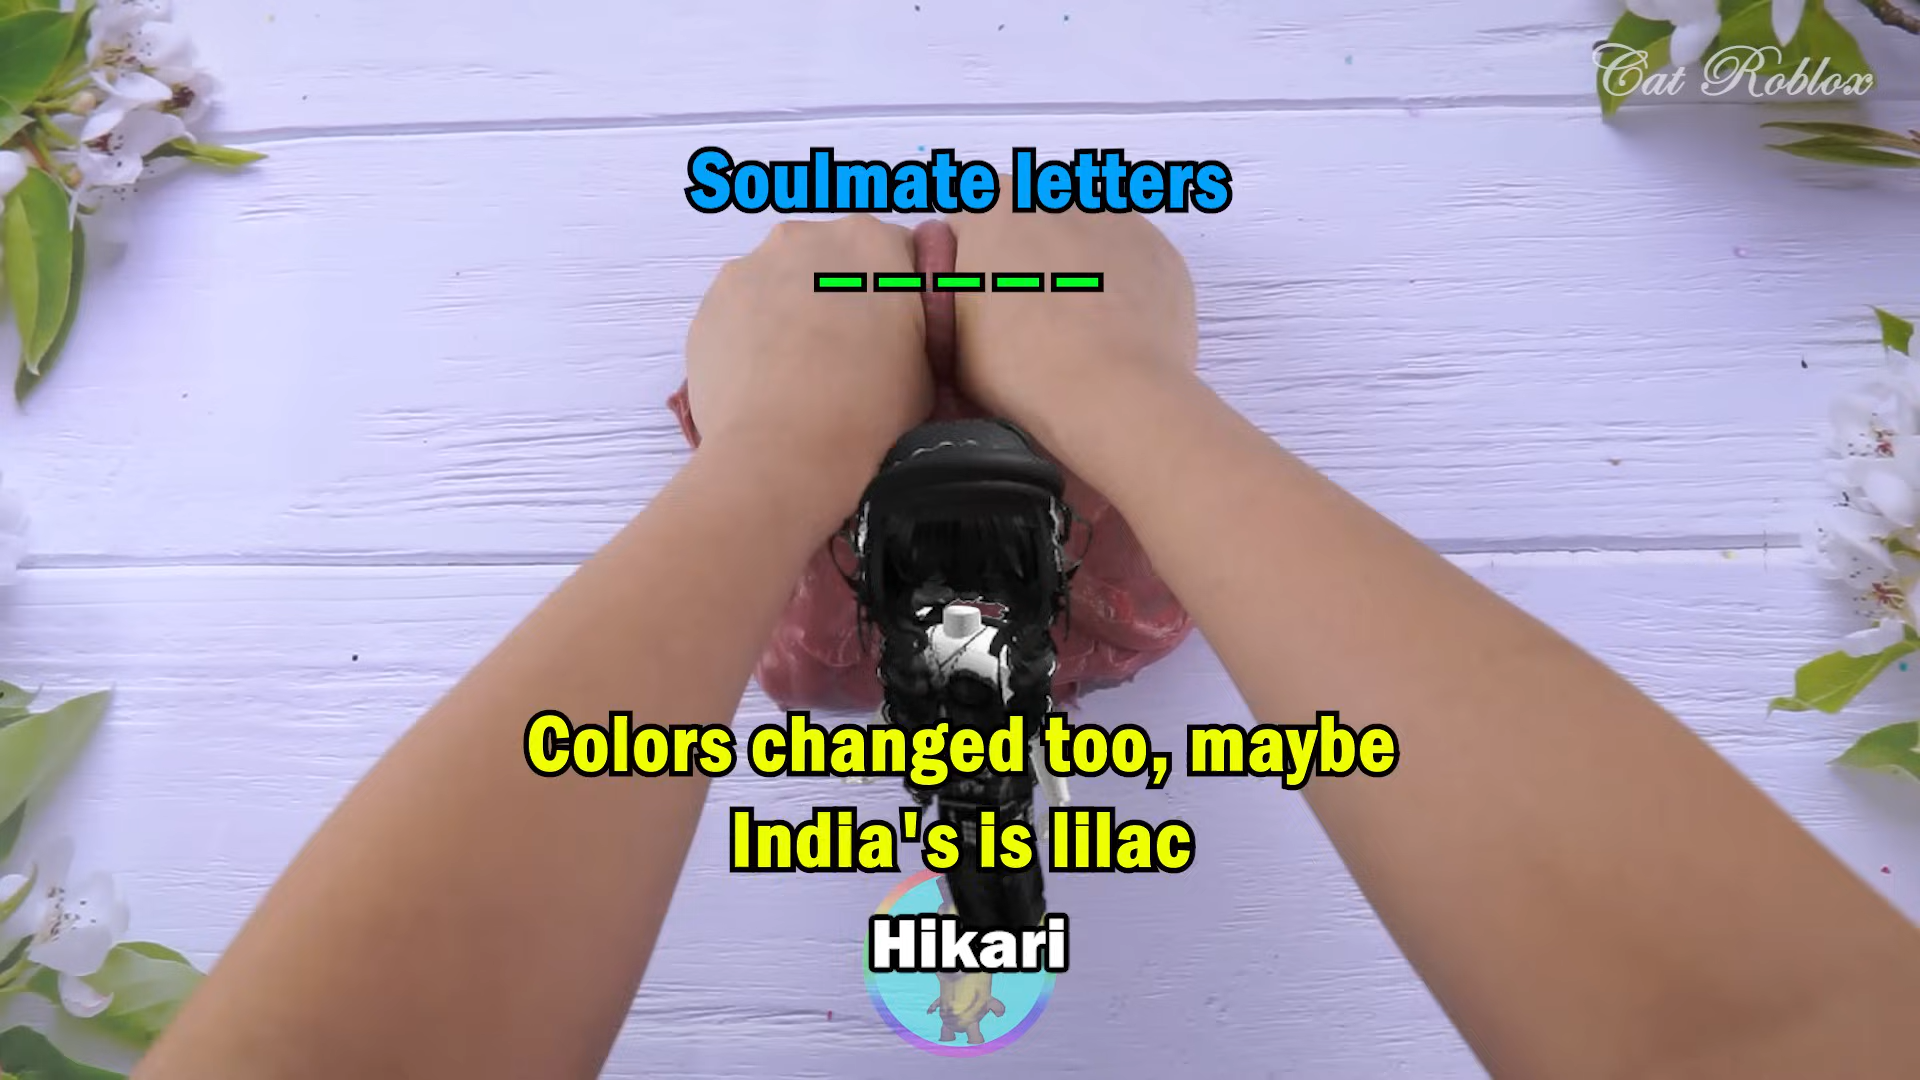 Cat Roblox
Soulmate letters
_ _ _ _ _
Colors changed too, maybe
India's is lilac
Hikari